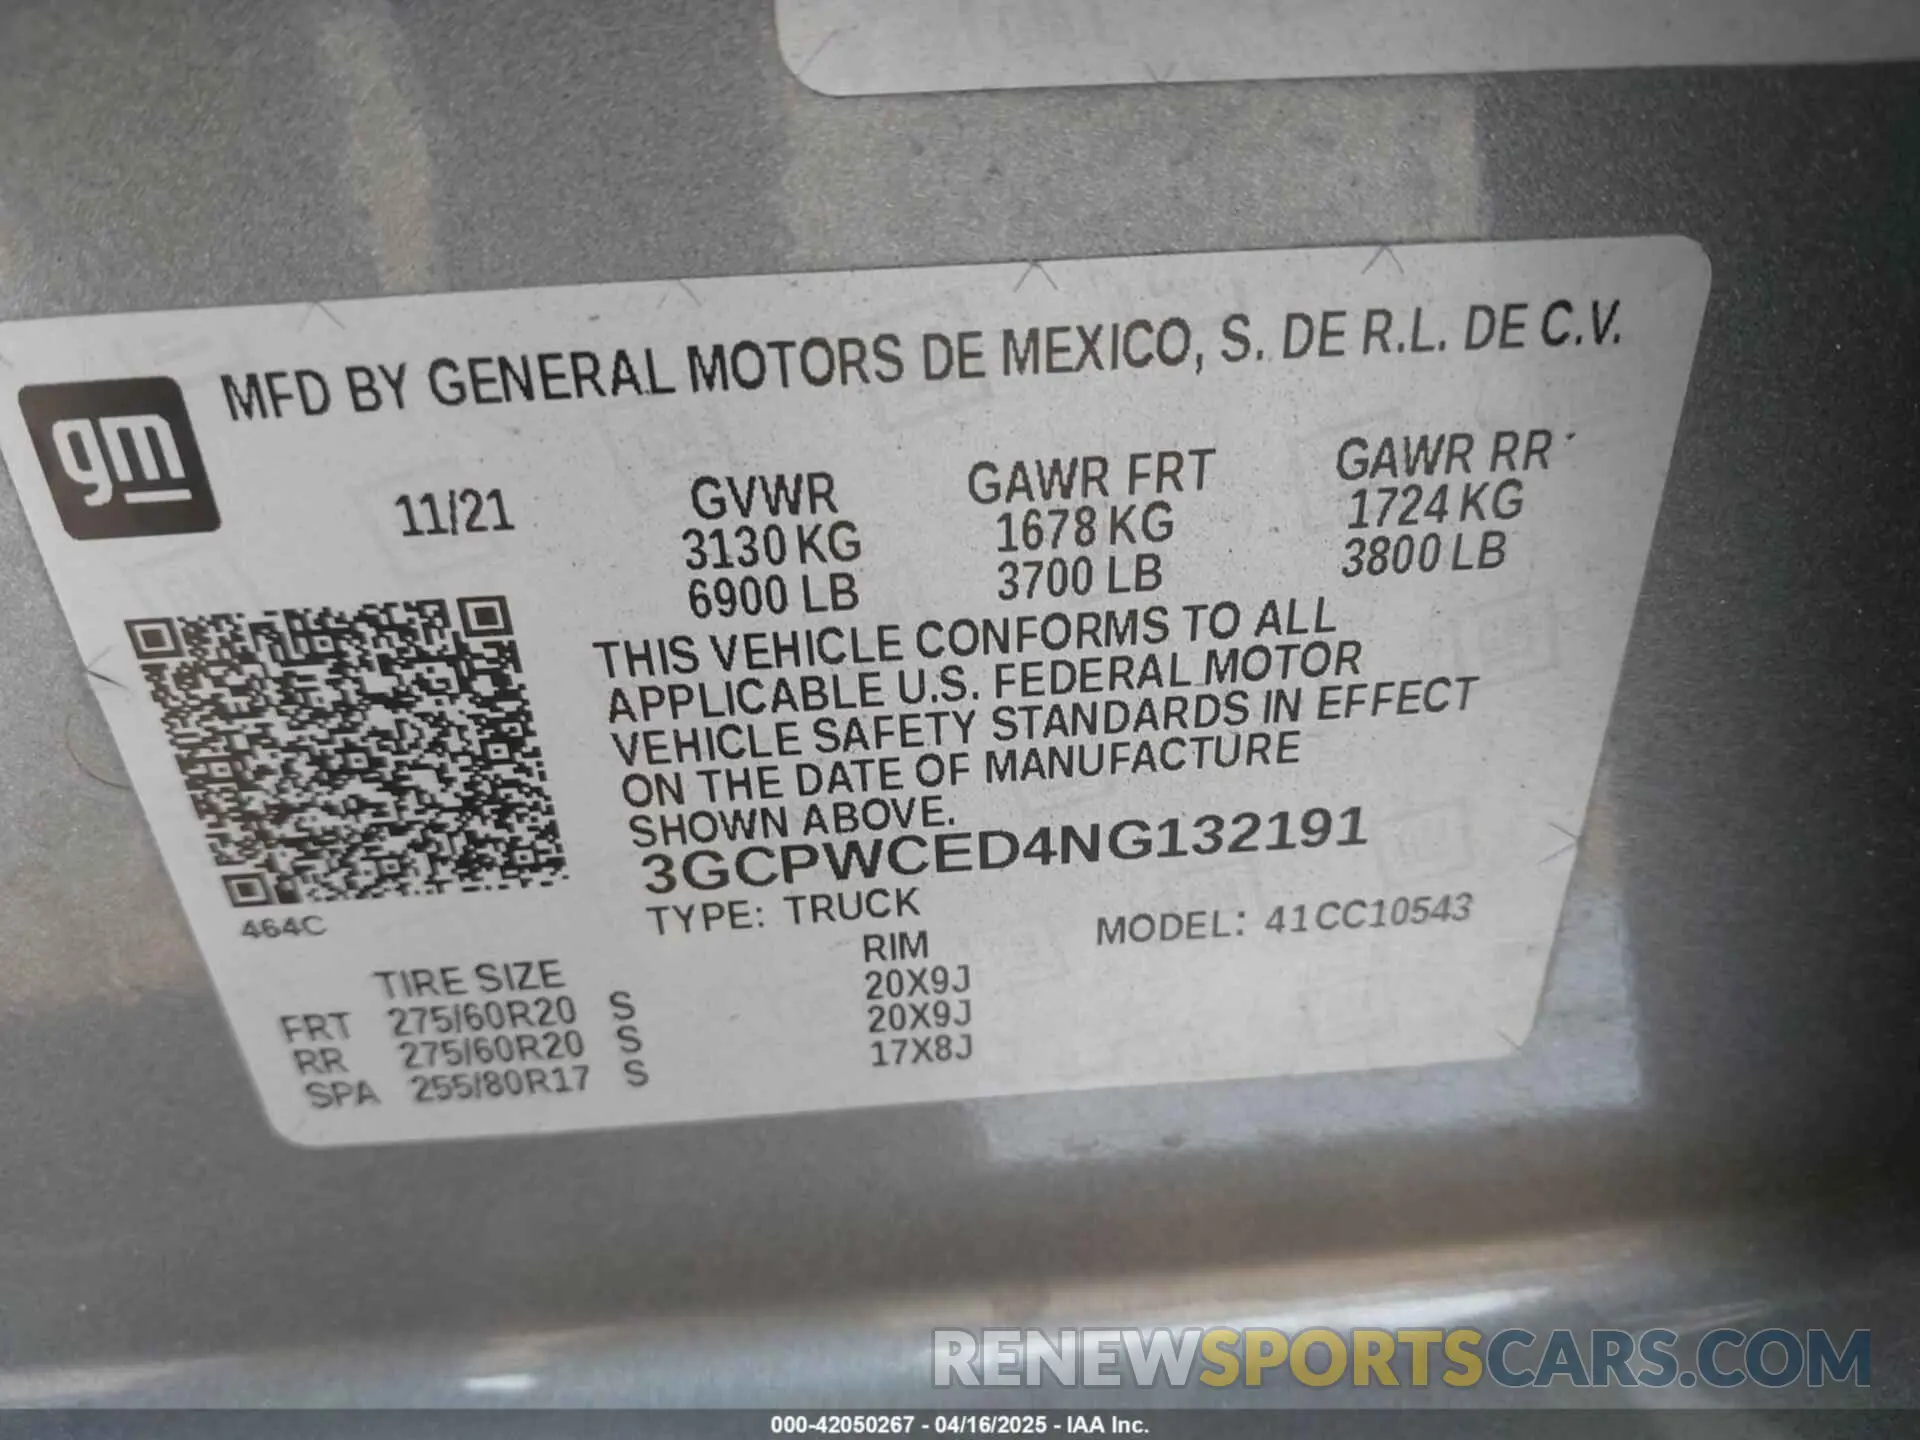 MFD BY GENERAL MOTORS DE MEXICO, S. DE R.L. DE C.V.
gm
11/21
GVWR
3130 KG
6900 LB
GAWR FRT
1678 KG
3700 LB
GAWR RR
1724 KG
3800 LB
THIS VEHICLE CONFORMS TO ALL
APPLICABLE U.S. FEDERAL MOTOR
VEHICLE SAFETY STANDARDS IN EFFECT
ON THE DATE OF MANUFACTURE
SHOWN ABOVE.
3GCPWCED4NG132191
TYPE: TRUCK
MODEL: 41CC10543
464C
TIRE SIZE RIM
FRT 275/60R20 S 20X9J
RR 275/60R20 S 20X9J
SPA 255/80R17 S 17X8J
RENEWSPORTSCARS.COM
000-42050267 - 04/16/2025 - IAA Inc.